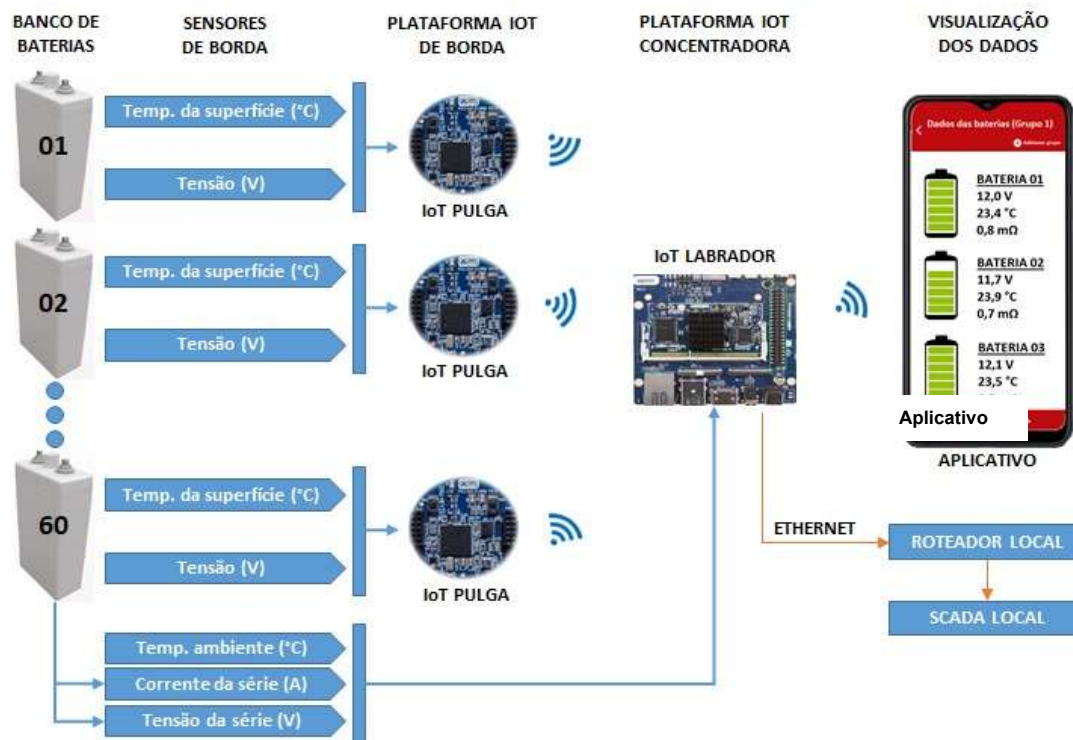 BANCO DE
BATERIAS
SENSORES
DE BORDA
PLATAFORMA IOT
DE BORDA
PLATAFORMA IOT
CONCENTRADORA
VISUALIZAÇÃO
DOS DADOS
01
Temp. da superfície (°C)
Tensão (V)
IoT PULGA
02
Temp. da superfície (°C)
Tensão (V)
IoT PULGA
60
Temp. da superfície (°C)
Tensão (V)
IoT PULGA
Temp. ambiente (°C)
Corrente da série (A)
Tensão da série (V)
IoT LABRADOR
Dados das baterias (Grupo 1)
Adicionar grupo
BATERIA 01
12,0 V
23,4 °C
0,8 mΩ
BATERIA 02
11,7 V
23,9 °C
0,7 mΩ
BATERIA 03
12,1 V
23,5 °C
Aplicativo
APLICATIVO
ETHERNET
ROTEADOR LOCAL
SCADA LOCAL